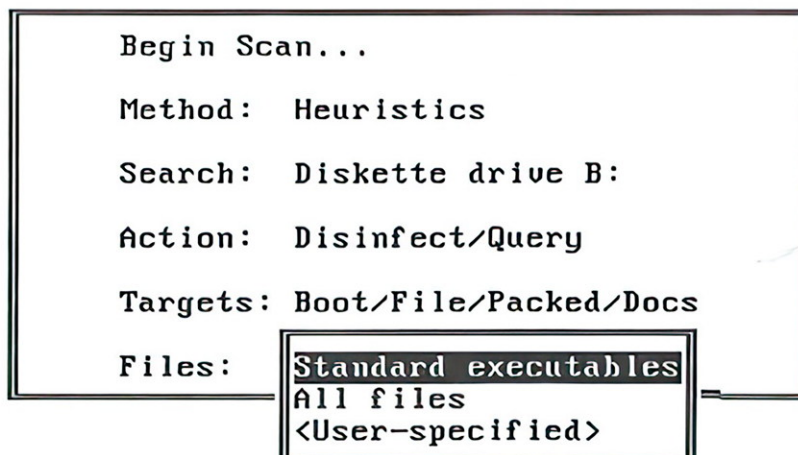 Begin Scan...
Method: Heuristics
Search: Diskette drive B:
Action: Disinfect/Query
Targets: Boot/File/Packed/Docs
Files: Standard executables
All files
<User-specified>